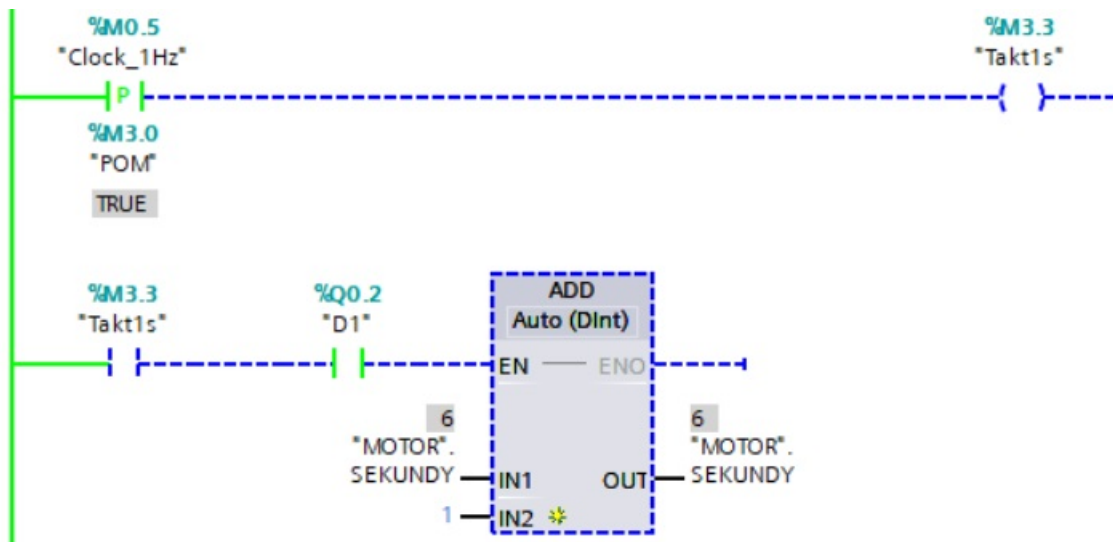 %M0.5
"Clock_1Hz"
P
%M3.0
"POM"
TRUE
%M3.3
"Takt1s"
%M3.3
"Takt1s"
%Q0.2
"D1"
ADD
Auto (DInt)
EN
ENO
6
"MOTOR".
SEKUNDY
IN1
OUT
6
"MOTOR".
SEKUNDY
1
IN2